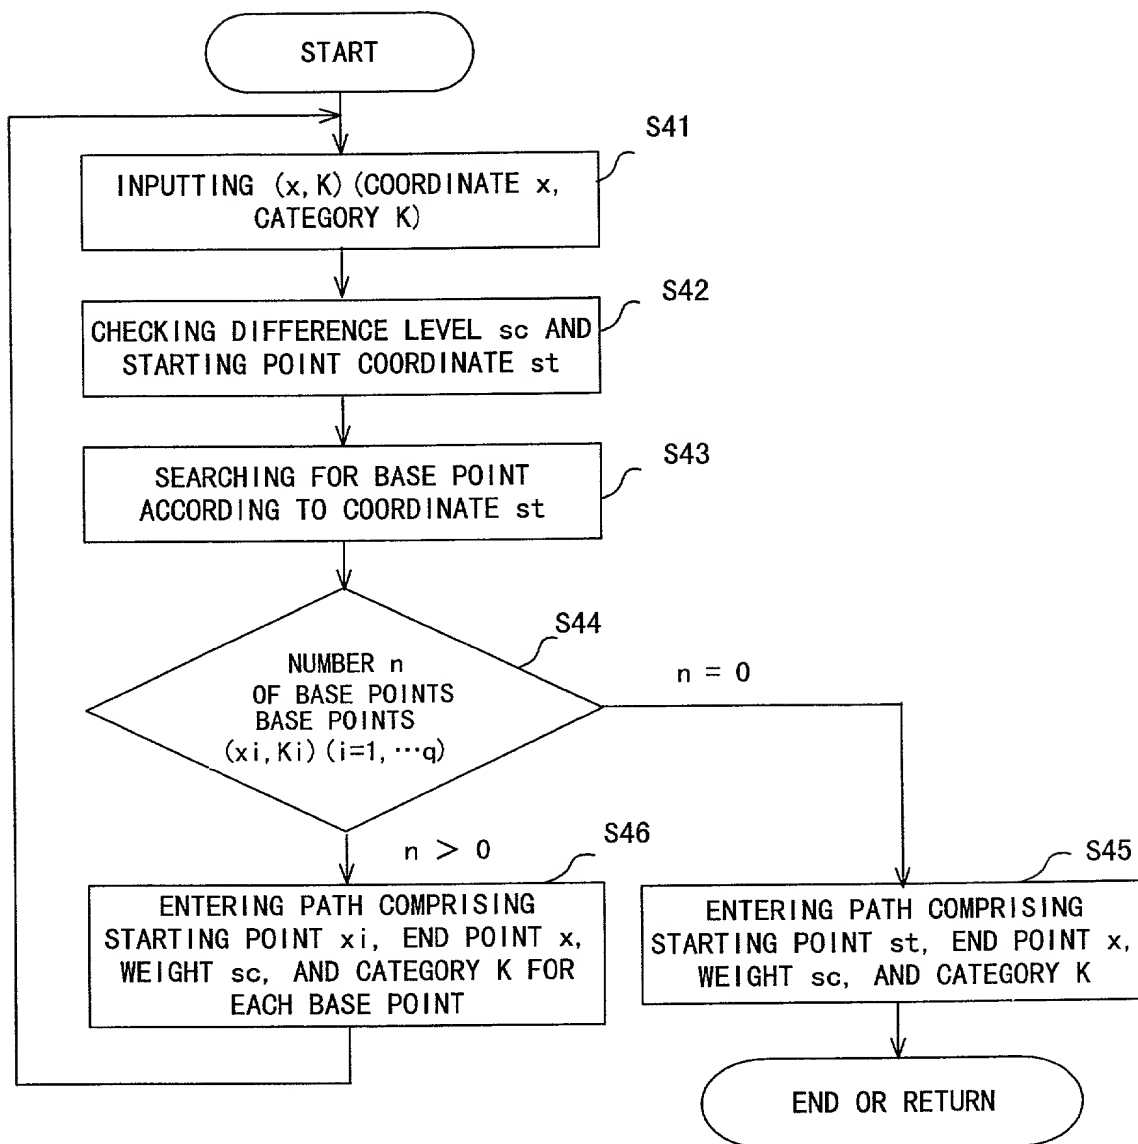 START
S41
INPUTTING (x,K)(COORDINATE x,
CATEGORY K)
S42
CHECKING DIFFERENCE LEVEL sc AND
STARTING POINT COORDINATE st
S43
SEARCHING FOR BASE POINT
ACCORDING TO COORDINATE st
S44
NUMBER n
OF BASE POINTS
BASE POINTS
(xi,Ki)(i=1,…q)
n = 0
n > 0
S46
ENTERING PATH COMPRISING
STARTING POINT xi, END POINT x,
WEIGHT sc, AND CATEGORY K FOR
EACH BASE POINT
S45
ENTERING PATH COMPRISING
STARTING POINT st, END POINT x,
WEIGHT sc, AND CATEGORY K
END OR RETURN